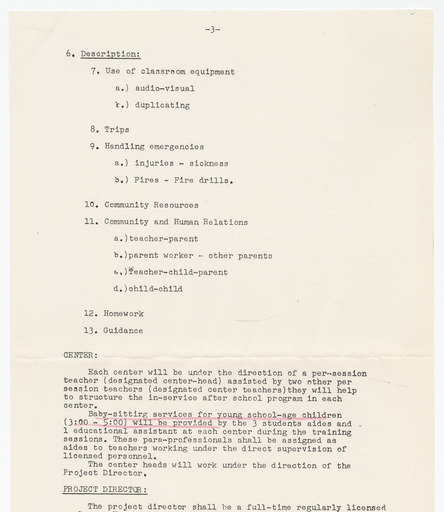 -3-
6. Description:
7. Use of classroom equipment
a.) audio-visual
b.) duplicating
8. Trips
9. Handling emergencies
a.) injuries - sickness
b.) Fires - Fire drills.
10. Community Resources
11. Community and Human Relations
a.)teacher-parent
b.)parent worker - other parents
c.)Teacher-child-parent
d.)child-child
12. Homework
13. Guidance
CENTER:
Each center will be under the direction of a per-session
teacher (designated center-head) assisted by two other per
session teachers (designated center teachers)they will help
to structure the in-service after school program in each
center.
Baby-sitting services for young school-age children
(3:00 - 5:00) will be provided by the 3 students aides and
1 educational assistant at each center during the training
sessions. These para-professionals shall be assigned as
aides to teachers working under the direct supervision of
licensed personnel.
The center heads will work under the direction of the
Project Director.
PROJECT DIRECTOR:
The project director shall be a full-time regularly licensed